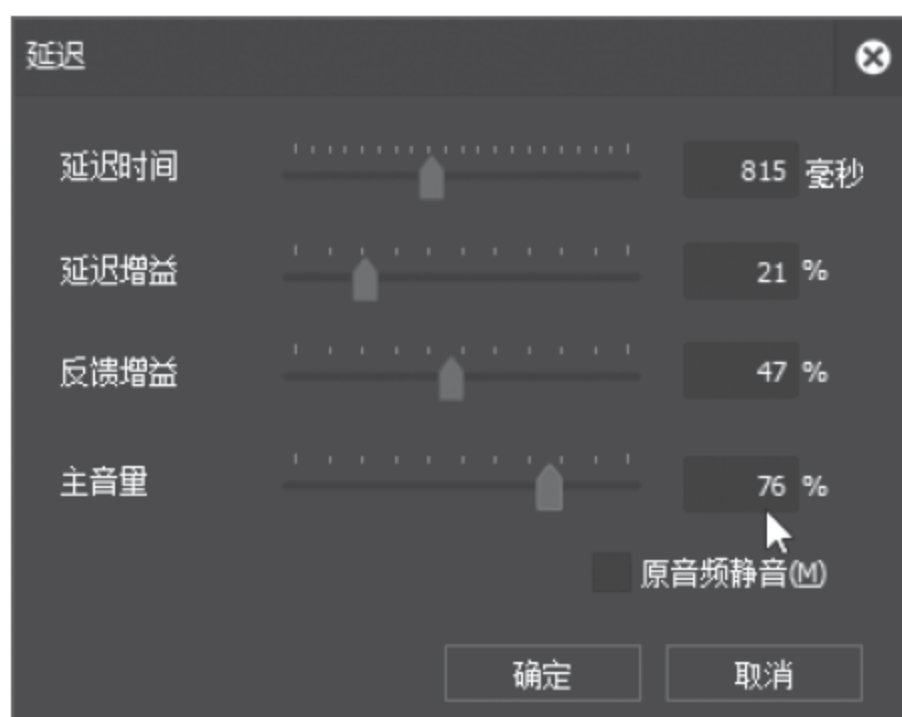 延迟
延迟时间 815 毫秒
延迟增益 21 %
反馈增益 47 %
主音量 76 %
原音频静音(M)
确定 取消